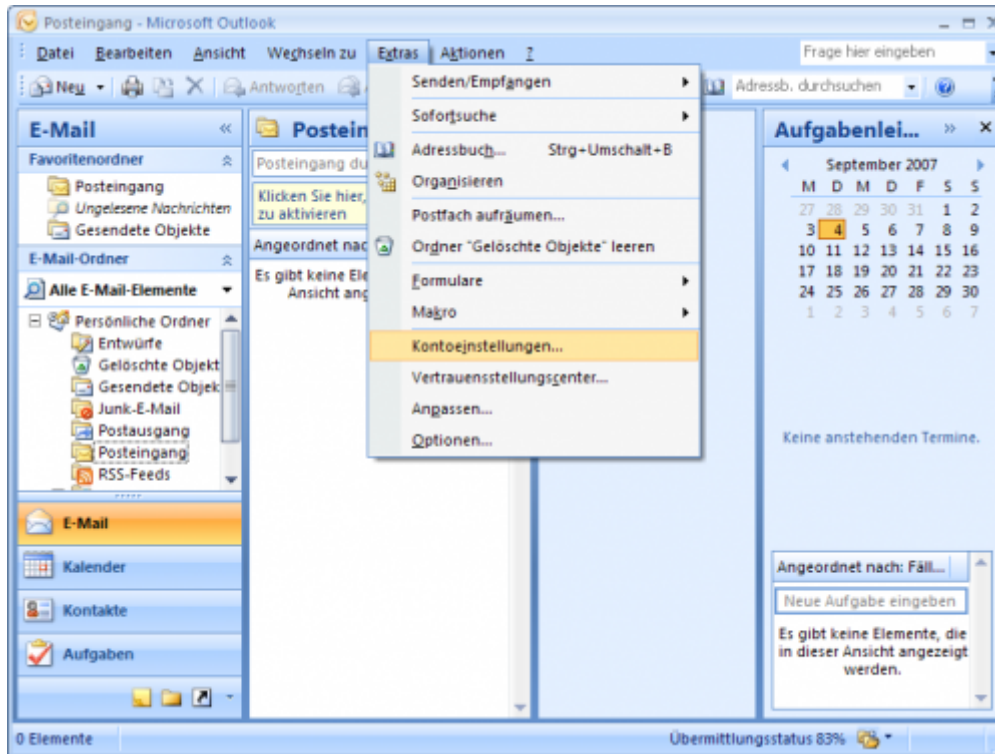 Posteingang - Microsoft Outlook
Datei Bearbeiten Ansicht Wechseln zu Extras Aktionen ? Frage hier eingeben
Neu Antworten Adressb. durchsuchen
E-Mail «
Favoritenordner
Posteingang
Ungelesene Nachrichten
Gesendete Objekte
E-Mail-Ordner
Alle E-Mail-Elemente
Persönliche Ordner
Entwürfe
Gelöschte Objekt
Gesendete Objek
Junk-E-Mail
Postausgang
Posteingang
RSS-Feeds
E-Mail
Kalender
Kontakte
Aufgaben
Postein
Posteingang du
Klicken Sie hier,
zu aktivieren
Angeordnet nac
Es gibt keine Ele
Ansicht ang
Senden/Empfangen
Sofortsuche
Adressbuch... Strg+Umschalt+B
Organisieren
Postfach aufräumen...
Ordner "Gelöschte Objekte" leeren
Formulare
Makro
Kontoeinstellungen...
Vertrauensstellungscenter...
Anpassen...
Optionen...
Aufgabenlei... »
September 2007
M D M D F S S
27 28 29 30 31 1 2
3 4 5 6 7 8 9
10 11 12 13 14 15 16
17 18 19 20 21 22 23
24 25 26 27 28 29 30
1 2 3 4 5 6 7
Keine anstehenden Termine.
Angeordnet nach: Fäll...
Neue Aufgabe eingeben
Es gibt keine Elemente, die
in dieser Ansicht angezeigt
werden.
0 Elemente Übermittlungsstatus 83%